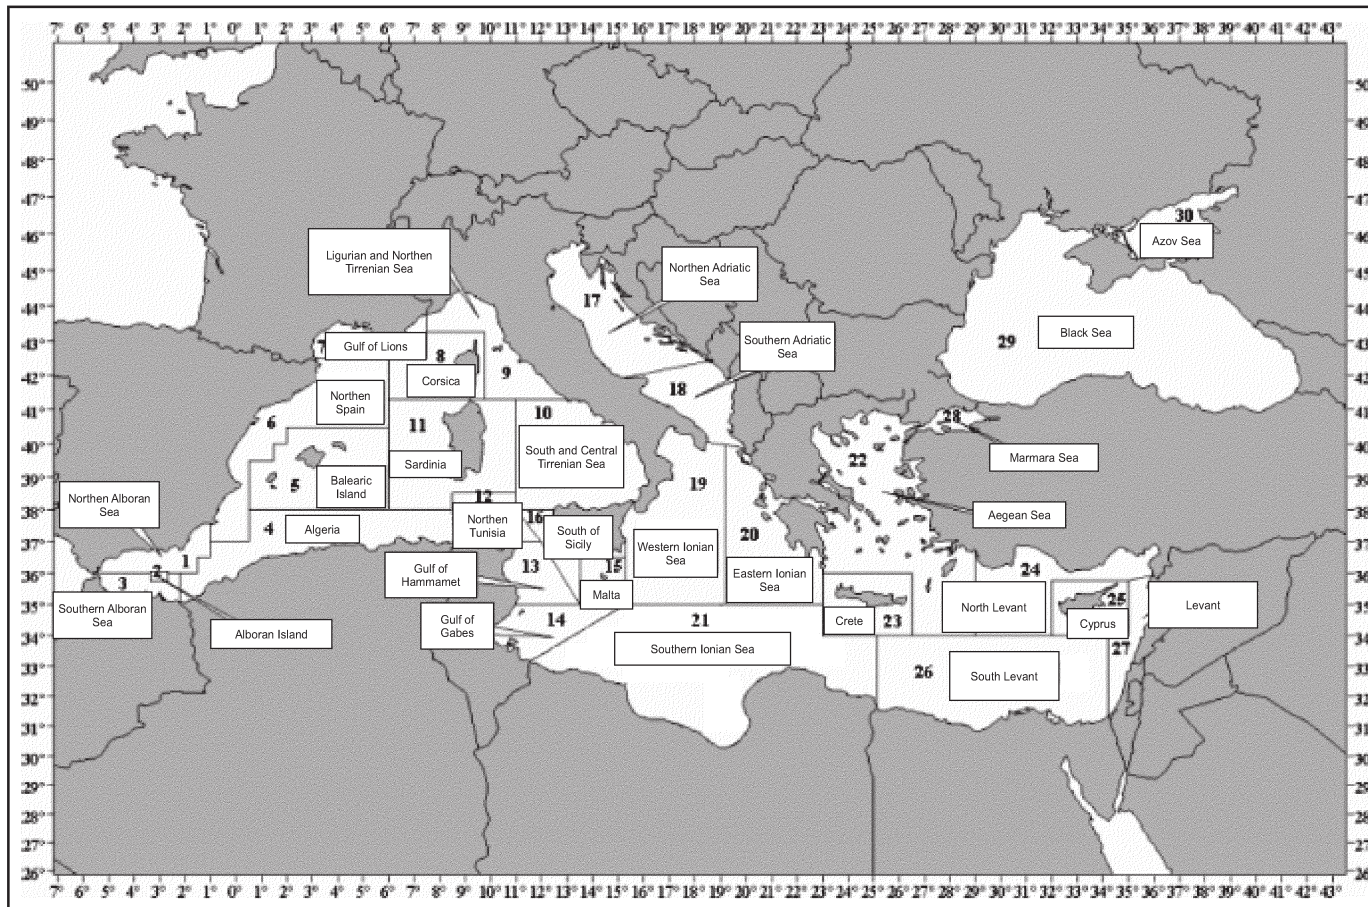 7° 6° 5° 4° 3° 2° 1° 0° 1° 2° 3° 4° 5° 6° 7° 8° 9° 10° 11° 12° 13° 14° 15° 16° 17° 18° 19° 20° 21° 22° 23° 24° 25° 26° 27° 28° 29° 30° 31° 32° 33° 34° 35° 36° 37° 38° 39° 40° 41° 42° 43°
50°
49°
48°
47°
46°
45°
44°
43°
42°
41°
40°
39°
38°
37°
36°
35°
34°
33°
32°
31°
30°
29°
28°
27°
26°
30
Azov Sea
Ligurian and Northen
Tirrenian Sea
Northen Adriatic
Sea
17
29
Black Sea
7
Gulf of Lions
8
Corsica
9
Southern Adriatic
Sea
18
Northen
Spain
6
11
10
28
Sardinia
South and Central
Tirrenian Sea
Marmara Sea
22
5
Balearic
Island
19
Northen Alboran
Sea
12
Aegean Sea
4
Algeria
Northen
Tunisia
16
South of
Sicily
Western Ionian
Sea
20
1
2
3
Gulf of
Hammamet
13
15
Malta
Eastern Ionian
Sea
24
25
Levant
Southern Alboran
Sea
Alboran Island
Gulf of
Gabes
14
21
Southern Ionian Sea
Crete
23
North Levant
Cyprus
27
26
South Levant
7° 6° 5° 4° 3° 2° 1° 0° 1° 2° 3° 4° 5° 6° 7° 8° 9° 10° 11° 12° 13° 14° 15° 16° 17° 18° 19° 20° 21° 22° 23° 24° 25° 26° 27° 28° 29° 30° 31° 32° 33° 34° 35° 36° 37° 38° 39° 40° 41° 42° 43°